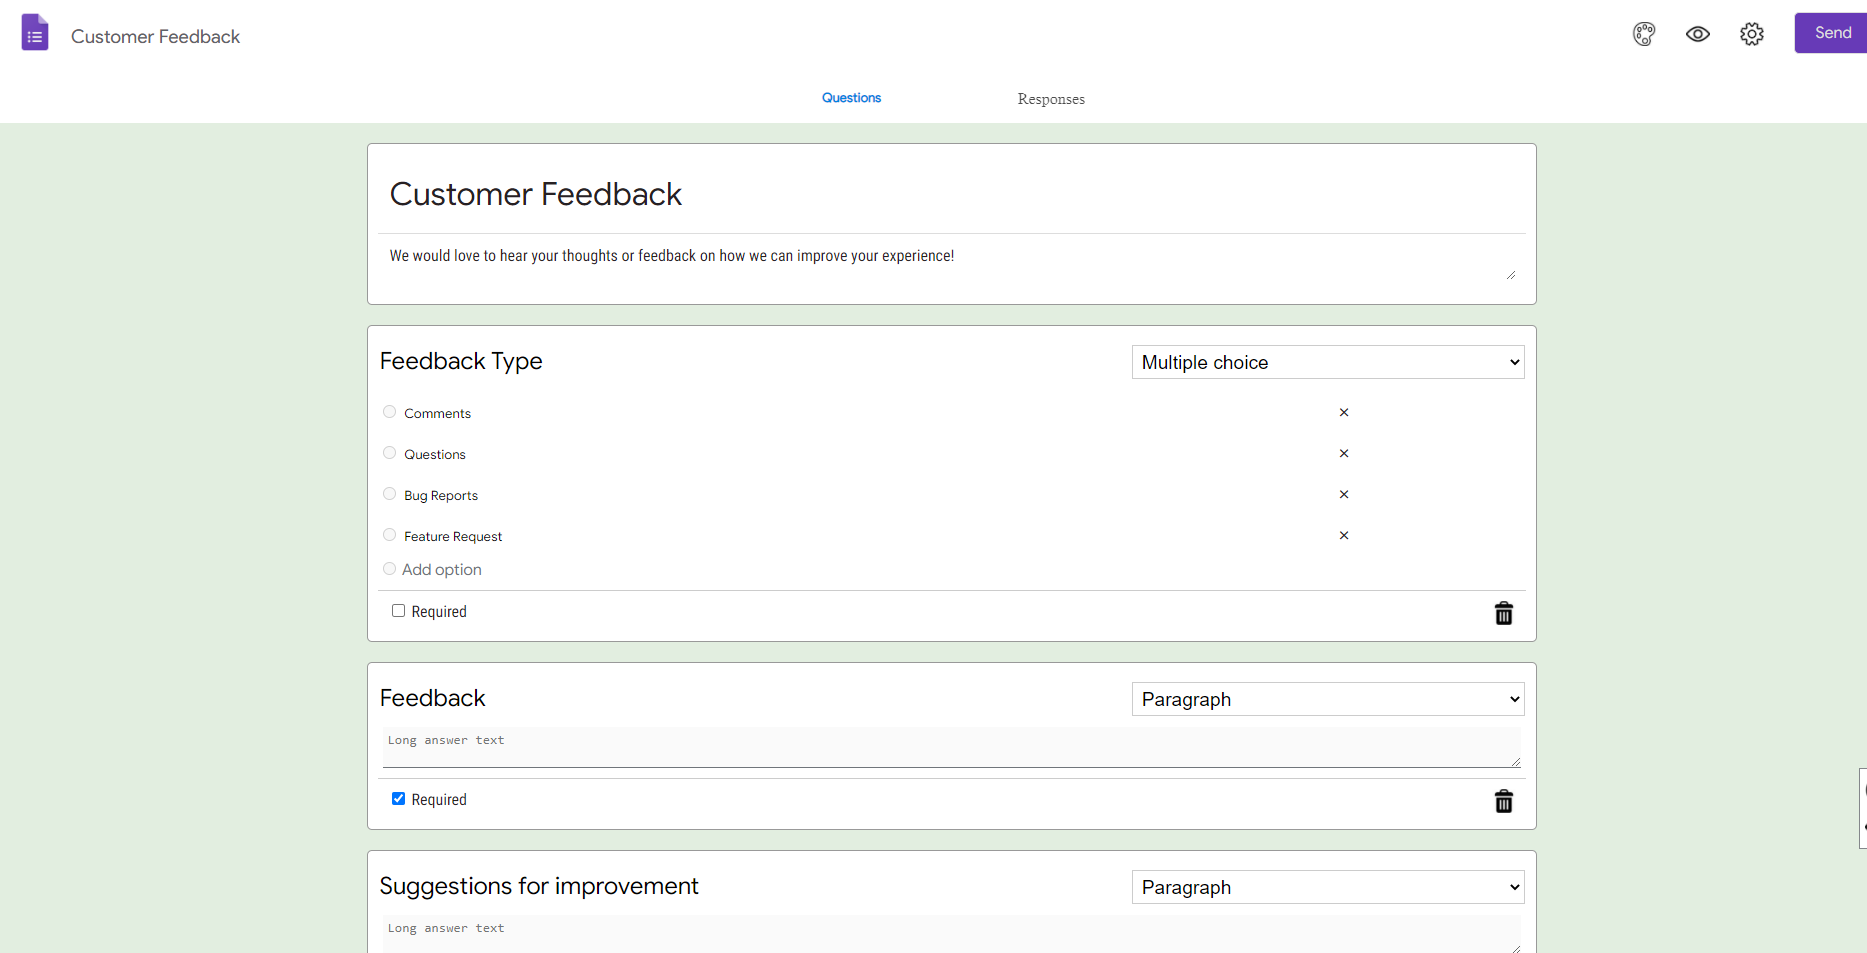 Customer Feedback
Send
Questions
Responses
Customer Feedback
We would love to hear your thoughts or feedback on how we can improve your experience!
Feedback Type
Multiple choice
Comments
Questions
Bug Reports
Feature Request
Add option
Required
Feedback
Paragraph
Long answer text
Required
Suggestions for improvement
Paragraph
Long answer text